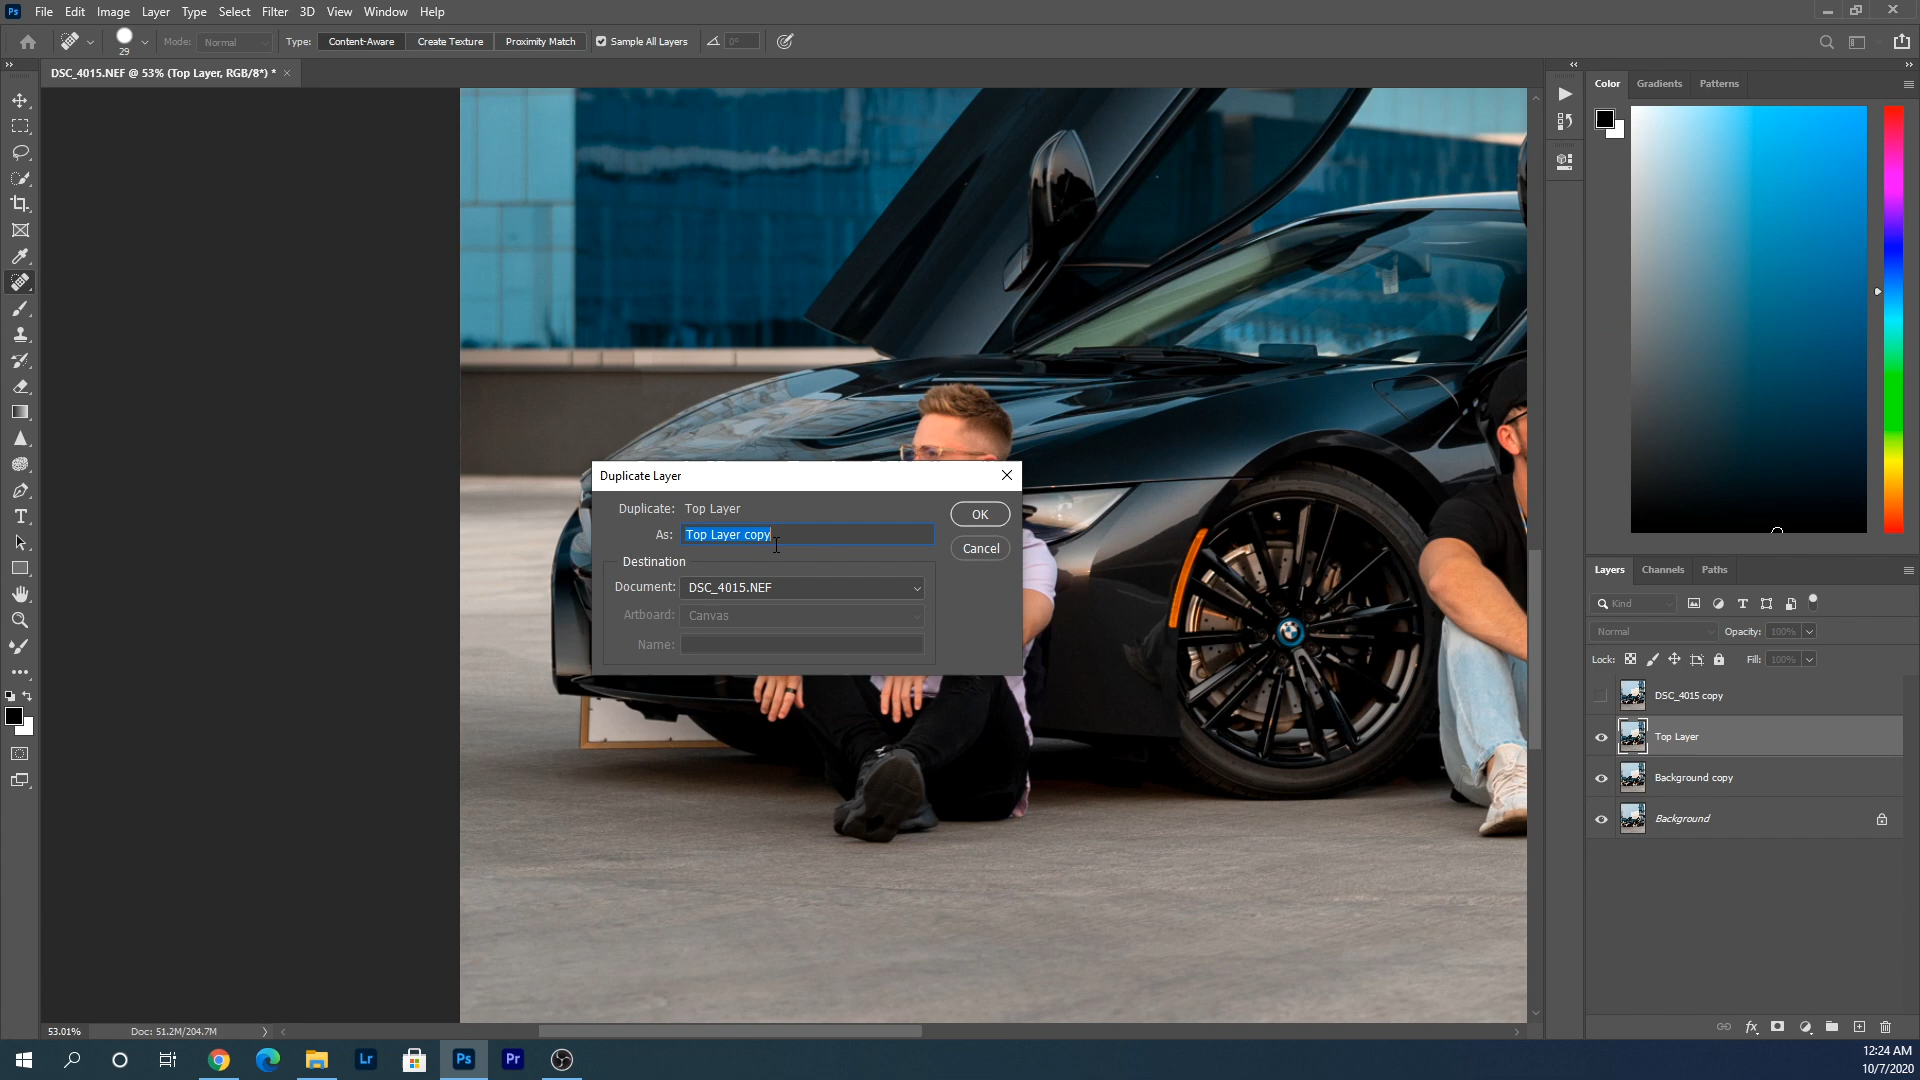 Ps File Edit Image Layer Type Select Filter 3D View Window Help
29 Mode: Normal Type: Content-Aware Create Texture Proximity Match Sample All Layers 0°
DSC_4015.NEF @ 53% (Top Layer, RGB/8*) *
Color Gradients Patterns
Duplicate Layer
Duplicate: Top Layer
As: Top Layer copy
OK
Cancel
Destination
Document: DSC_4015.NEF
Artboard: Canvas
Name:
Layers Channels Paths
Kind
Normal Opacity: 100%
Lock: Fill: 100%
DSC_4015 copy
Top Layer
Background copy
Background
53.01% Doc: 51.2M/204.7M
Lr Ps Pr
12:24 AM
10/7/2020